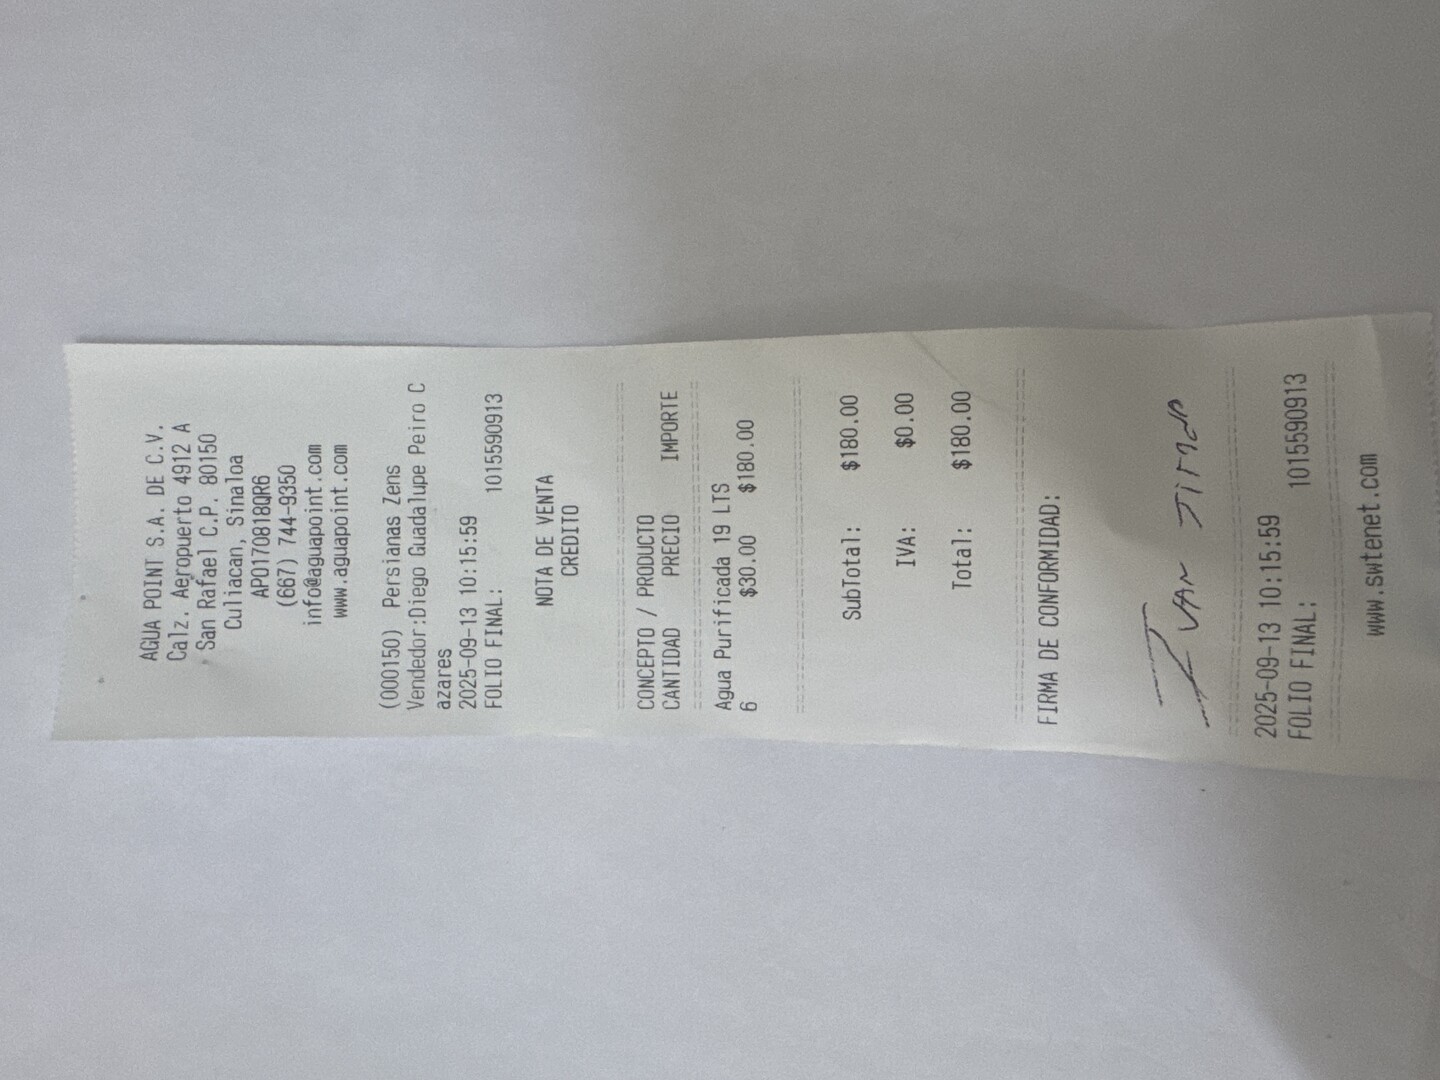 AGUA POINT S.A. DE C.V.
Calz. Aeropuerto 4912 A
San Rafael C.P. 80150
Culiacan, Sinaloa
APO170818QR6
(667) 744-9350
info@aguapoint.com
www.aguapoint.com
(000150) Persianas Zens
Vendedor:Diego Guadalupe Peiro C
azares
2025-09-13 10:15:59
FOLIO FINAL: 1015590913
NOTA DE VENTA
CREDITO
CONCEPTO / PRODUCTO
CANTIDAD PRECIO IMPORTE
Agua Purificada 19 LTS
6 $30.00 $180.00
SubTotal: $180.00
IVA: $0.00
Total: $180.00
FIRMA DE CONFORMIDAD:
IVAN
2025-09-13 10:15:59
FOLIO FINAL: 1015590913
www.swtenet.com